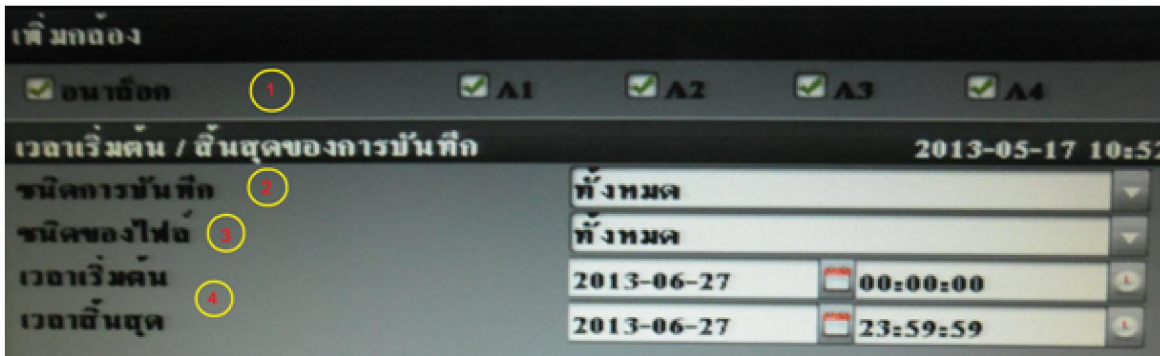 เพิ่มกล้อง
อนาล็อก 1 A1 A2 A3 A4
เวลาเริ่มต้น / สิ้นสุดของการบันทึก 2013-05-17 10:52
ชนิดการบันทึก 2 ทั้งหมด
ชนิดของไฟล์ 3 ทั้งหมด
เวลาเริ่มต้น 2013-06-27 00:00:00
4
เวลาสิ้นสุด 2013-06-27 23:59:59